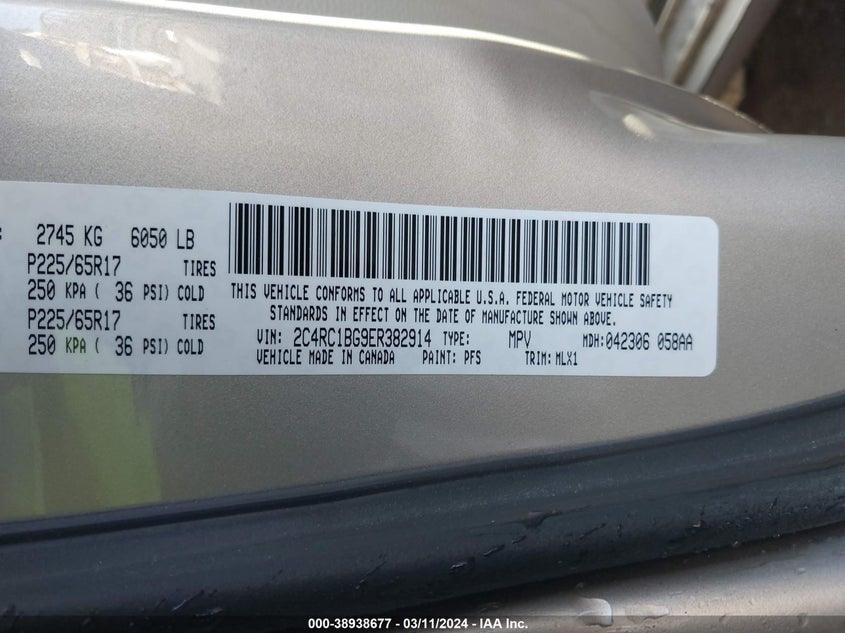 2745 KG 6050 LB
P225/65R17 TIRES
250 KPA ( 36 PSI) COLD
P225/65R17 TIRES
250 KPA ( 36 PSI) COLD
THIS VEHICLE CONFORMS TO ALL APPLICABLE U.S.A. FEDERAL MOTOR VEHICLE SAFETY
STANDARDS IN EFFECT ON THE DATE OF MANUFACTURE SHOWN ABOVE.
VIN: 2C4RC1BG9ER382914 TYPE: MPV MDH: 042306 058AA
VEHICLE MADE IN CANADA PAINT: PFS TRIM: MLX1
000-38938677 - 03/11/2024 - IAA Inc.